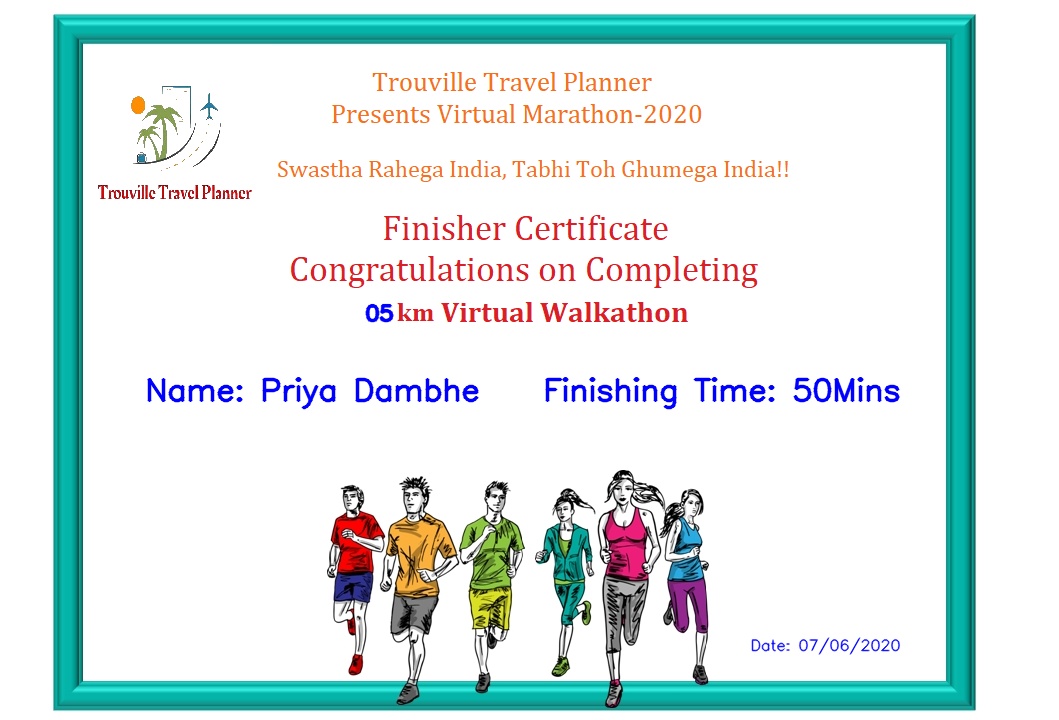 Trouville Travel Planner
Presents Virtual Marathon-2020
Swastha Rahega India, Tabhi Toh Ghumega India!!
Trouville Travel Planner
Finisher Certificate
Congratulations on Completing
05 km Virtual Walkathon
Name: Priya Dambhe Finishing Time: 50Mins
Date: 07/06/2020